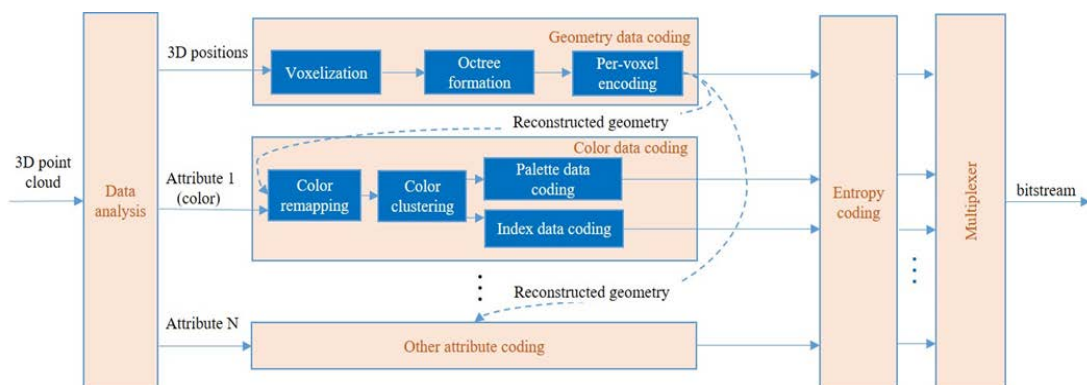 Geometry data coding
3D positions
Voxelization
Octree
formation
Per-voxel
encoding
Reconstructed geometry
Color data coding
3D point
cloud
Data
analysis
Attribute 1
(color)
Color
remapping
Color
clustering
Palette data
coding
Index data coding
Entropy
coding
Multiplexer
bitstream
Reconstructed geometry
Attribute N
Other attribute coding